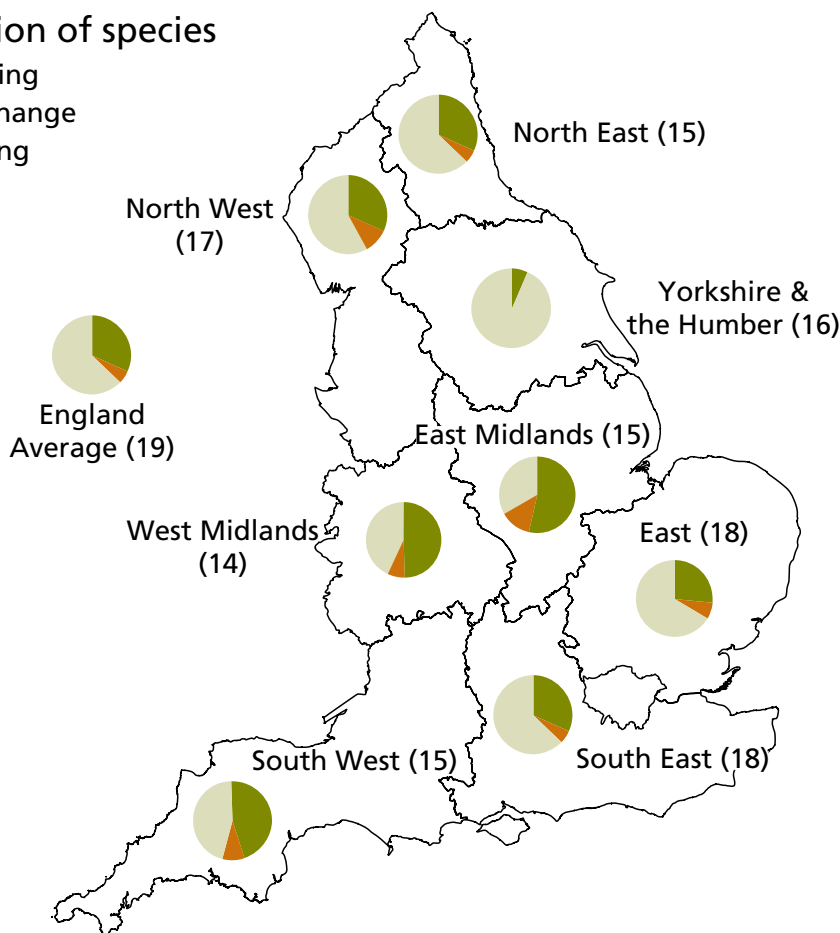 ion of species
ing
hange
ng
North East (15)
North West
(17)
Yorkshire &
the Humber (16)
England
Average (19)
East Midlands (15)
West Midlands
(14)
East (18)
South West (15)
South East (18)